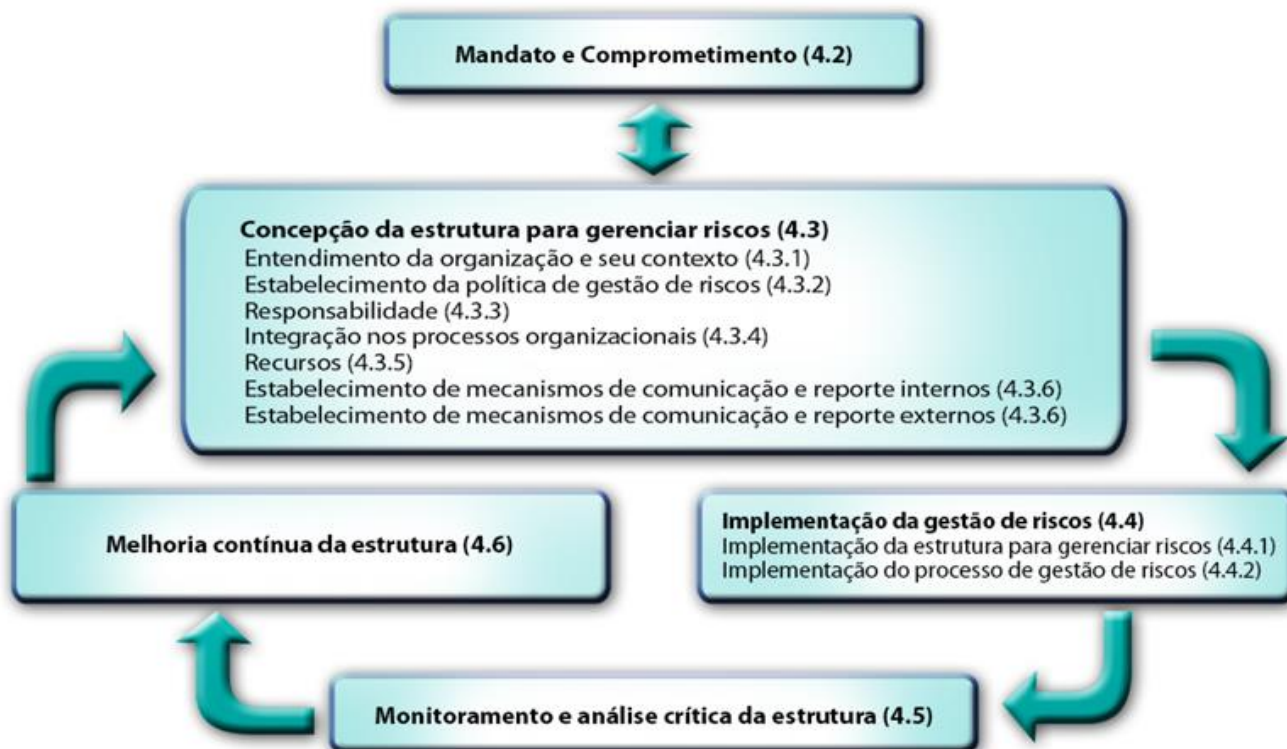 Mandato e Comprometimento (4.2)
Concepção da estrutura para gerenciar riscos (4.3)
Entendimento da organização e seu contexto (4.3.1)
Estabelecimento da política de gestão de riscos (4.3.2)
Responsabilidade (4.3.3)
Integração nos processos organizacionais (4.3.4)
Recursos (4.3.5)
Estabelecimento de mecanismos de comunicação e reporte internos (4.3.6)
Estabelecimento de mecanismos de comunicação e reporte externos (4.3.6)
Implementação da gestão de riscos (4.4)
Implementação da estrutura para gerenciar riscos (4.4.1)
Implementação do processo de gestão de riscos (4.4.2)
Monitoramento e análise crítica da estrutura (4.5)
Melhoria contínua da estrutura (4.6)